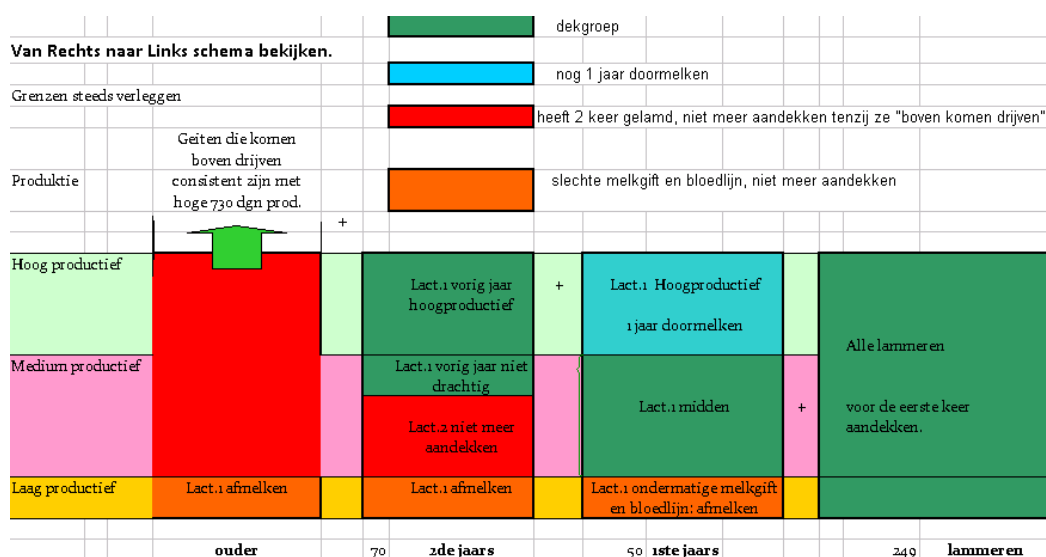 dekgroep
Van Rechts naar Links schema bekijken.
nog 1 jaar doormelken
Grenzen steeds verleggen
heeft 2 keer gelamd, niet meer aandekken tenzij ze "boven komen drijven"
Geiten die komen
boven drijven
consistent zijn met
hoge 730 dgn prod.
Produktie
slechte melkgift en bloedlijn, niet meer aandekken
+
Hoog productief
Lact.1 vorig jaar
hoogproductief
+
Lact.1 Hoogproductief
1 jaar doormelken
Alle lammeren
voor de eerste keer
aandekken.
Medium productief
Lact.1 vorig jaar niet
drachtig
Lact.2 niet meer
aandekken
Lact.1 midden
+
Laag productief
Lact.1 afmelken
Lact.1 afmelken
Lact.1 ondermatige melkgift
en bloedlijn: afmelken
ouder
70
2de jaars
50
1ste jaars
249
lammeren